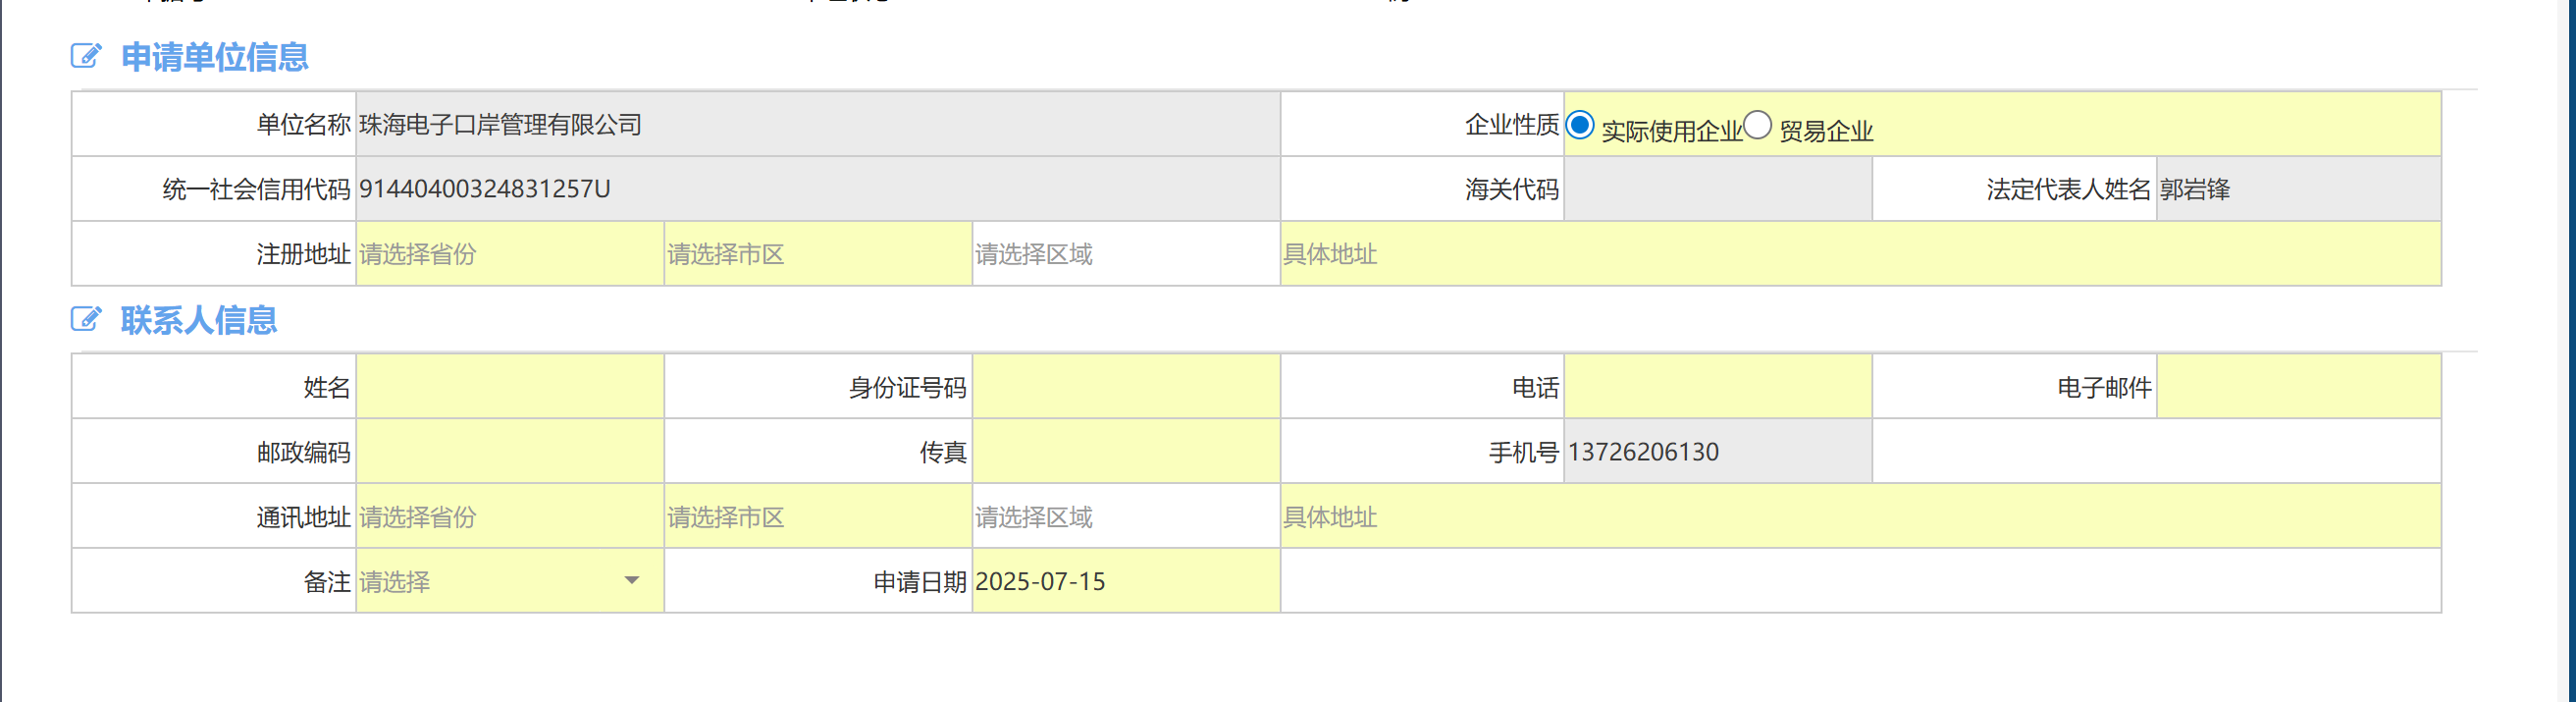 申请单位信息
单位名称 珠海电子口岸管理有限公司 企业性质 实际使用企业 贸易企业
统一社会信用代码 91440400324831257U 海关代码 法定代表人姓名 郭岩锋
注册地址 请选择省份 请选择市区 请选择区域 具体地址
联系人信息
姓名 身份证号码 电话 电子邮件
邮政编码 传真 手机号 13726206130
通讯地址 请选择省份 请选择市区 请选择区域 具体地址
备注 请选择 申请日期 2025-07-15